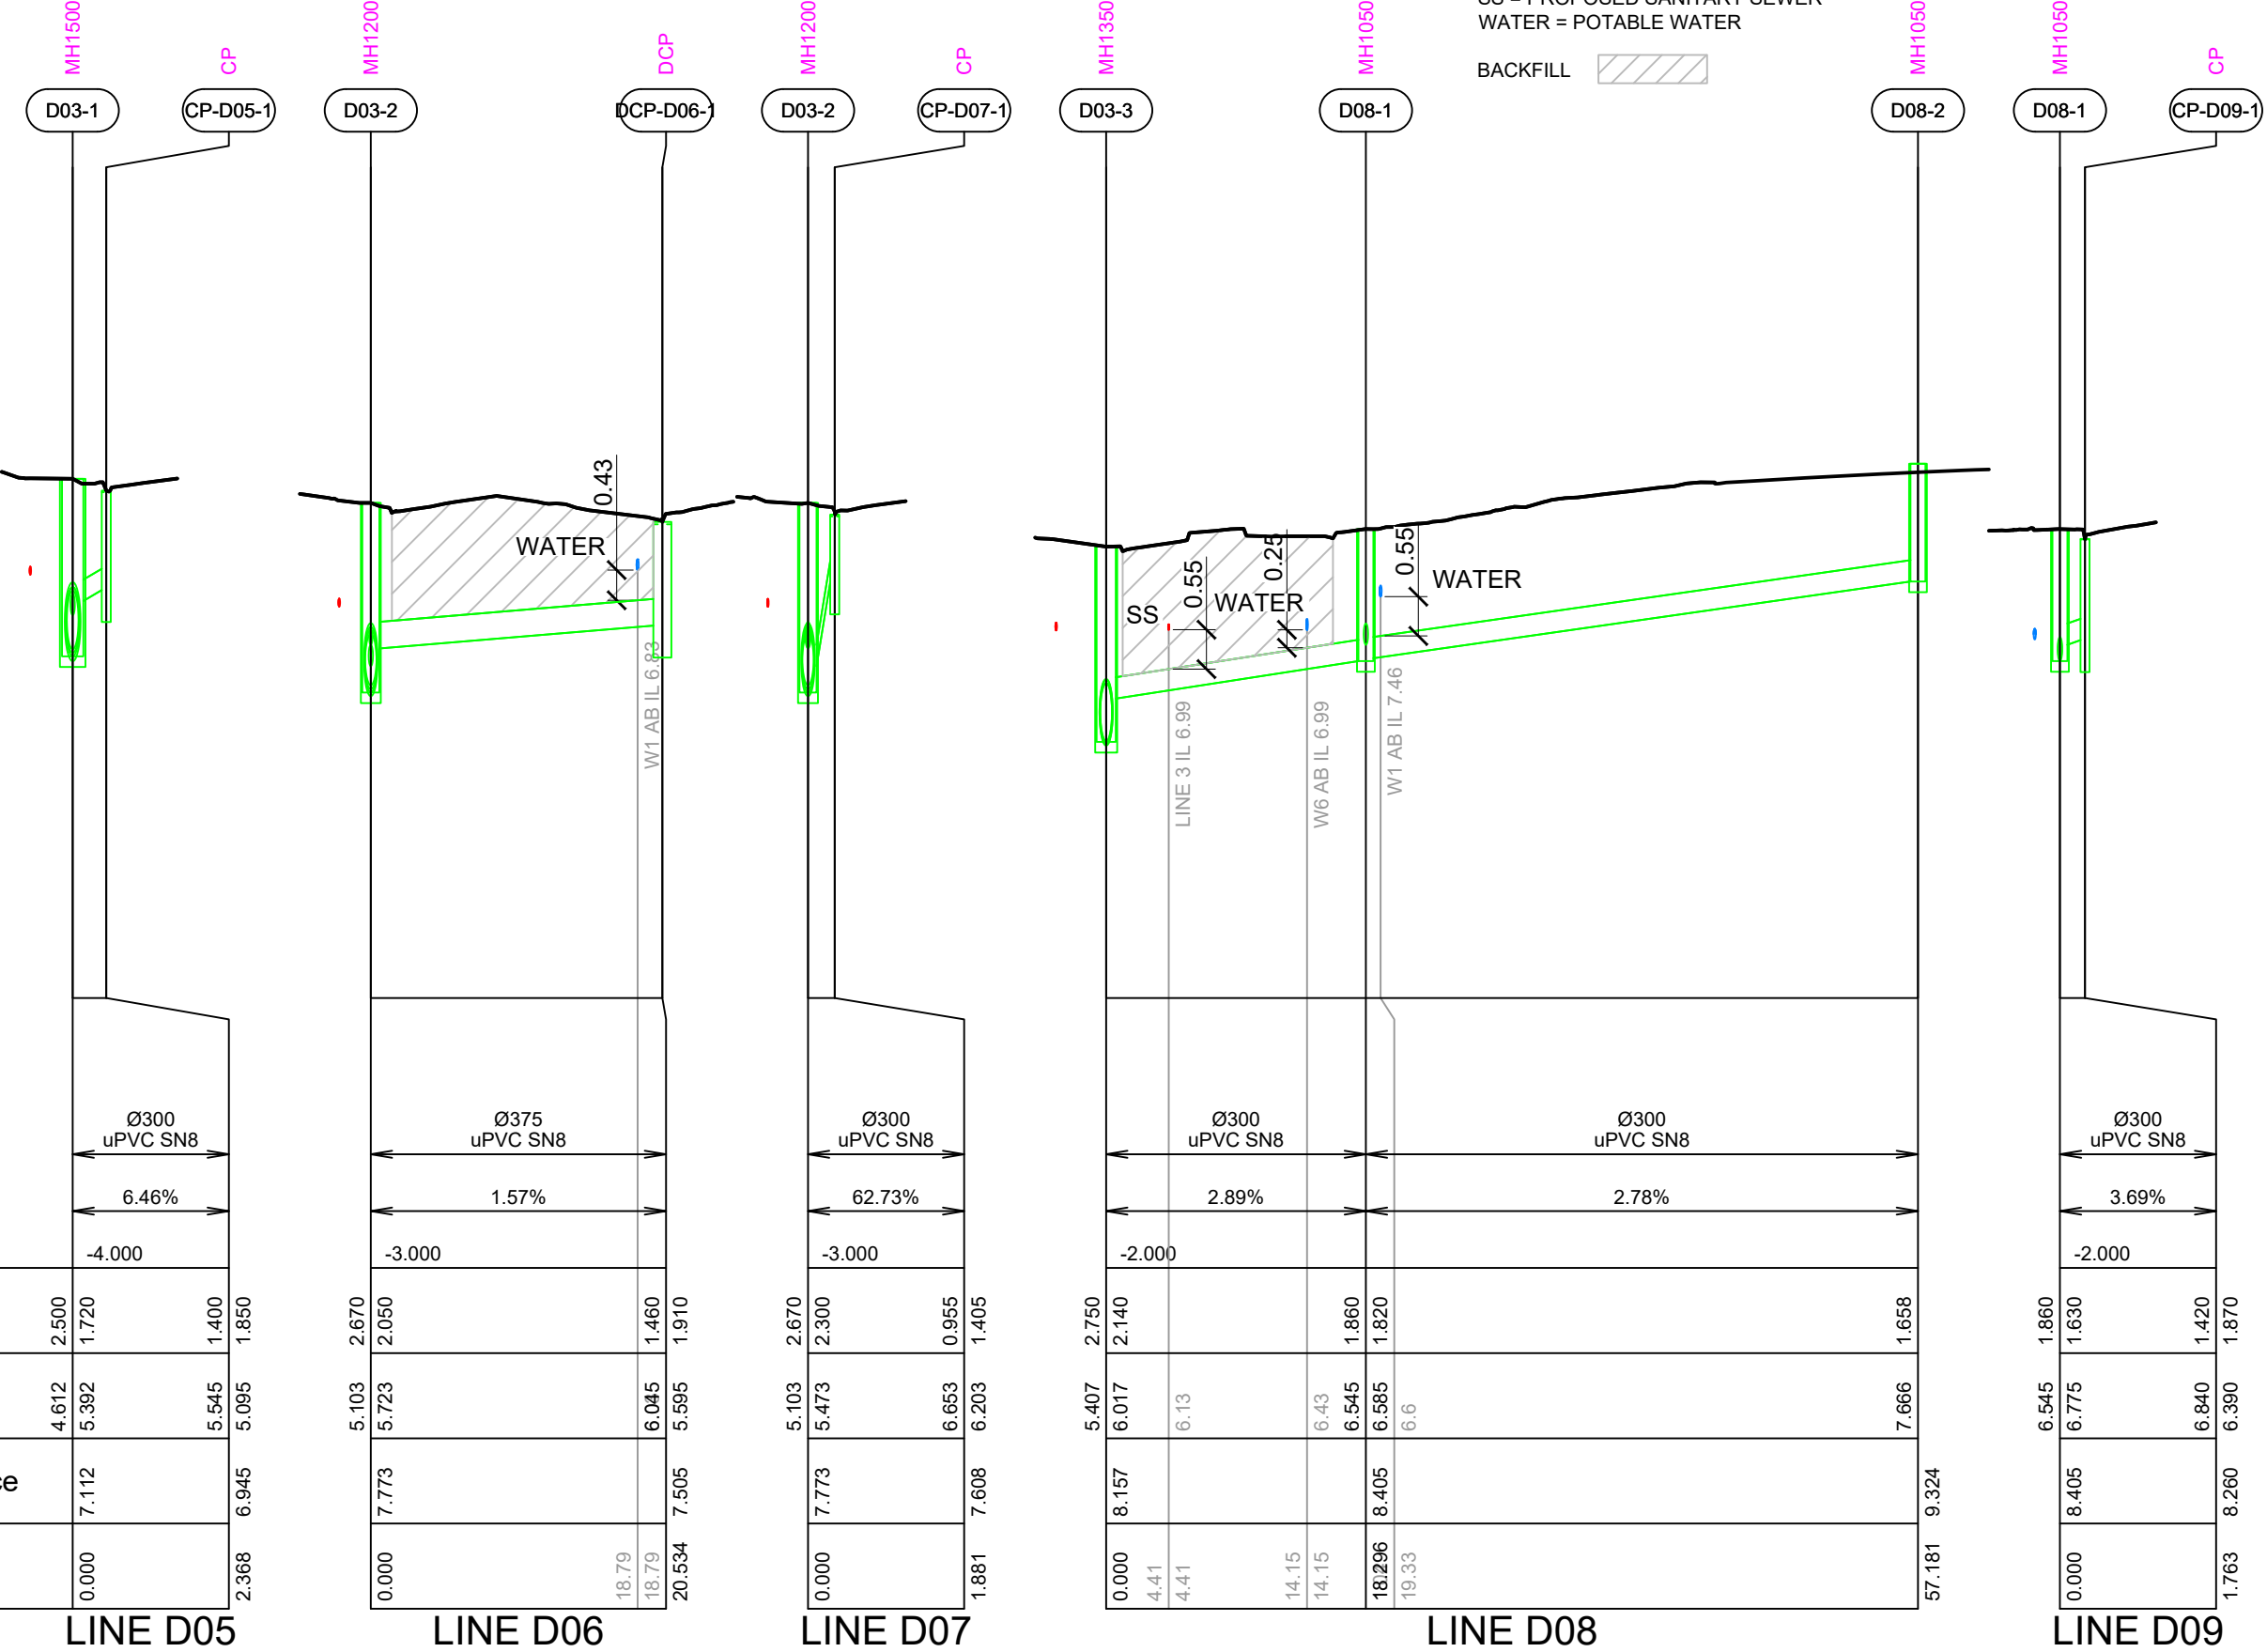 SS = PROPOSED SANITARY SEWER
WATER = POTABLE WATER
BACKFILL
MH1500
CP
MH1200
DCP
MH1200
CP
MH1350
MH1050
MH1050
MH1050
CP
D03-1
CP-D05-1
D03-2
DCP-D06-1
D03-2
CP-D07-1
D03-3
D08-1
D08-2
D08-1
CP-D09-1
0.43
WATER
W1 AB IL 6.83
SS
0.55
WATER
0.25
0.55
WATER
LINE 3 IL 6.99
W6 AB IL 6.99
W1 AB IL 7.46
Ø300
uPVC SN8
Ø375
uPVC SN8
Ø300
uPVC SN8
Ø300
uPVC SN8
Ø300
uPVC SN8
Ø300
uPVC SN8
6.46%
1.57%
62.73%
2.89%
2.78%
3.69%
-4.000
-3.000
-3.000
-2.000
-2.000
2.500
1.720
1.400
1.850
2.670
2.050
1.460
1.910
2.670
2.300
0.955
1.405
2.750
2.140
1.860
1.820
1.658
1.860
1.630
1.420
1.870
4.612
5.392
5.545
5.095
5.103
5.723
6.045
5.595
5.103
5.473
6.653
6.203
5.407
6.017
6.13
6.43
6.545
6.585
6.6
7.666
6.545
6.775
6.840
6.390
7.112
6.945
7.773
7.505
7.773
7.608
8.157
8.405
9.324
8.405
8.260
0.000
2.368
0.000
18.79
18.79
20.534
0.000
1.881
0.000
4.41
4.41
14.15
14.15
18.296
19.33
57.181
0.000
1.763
LINE D05
LINE D06
LINE D07
LINE D08
LINE D09